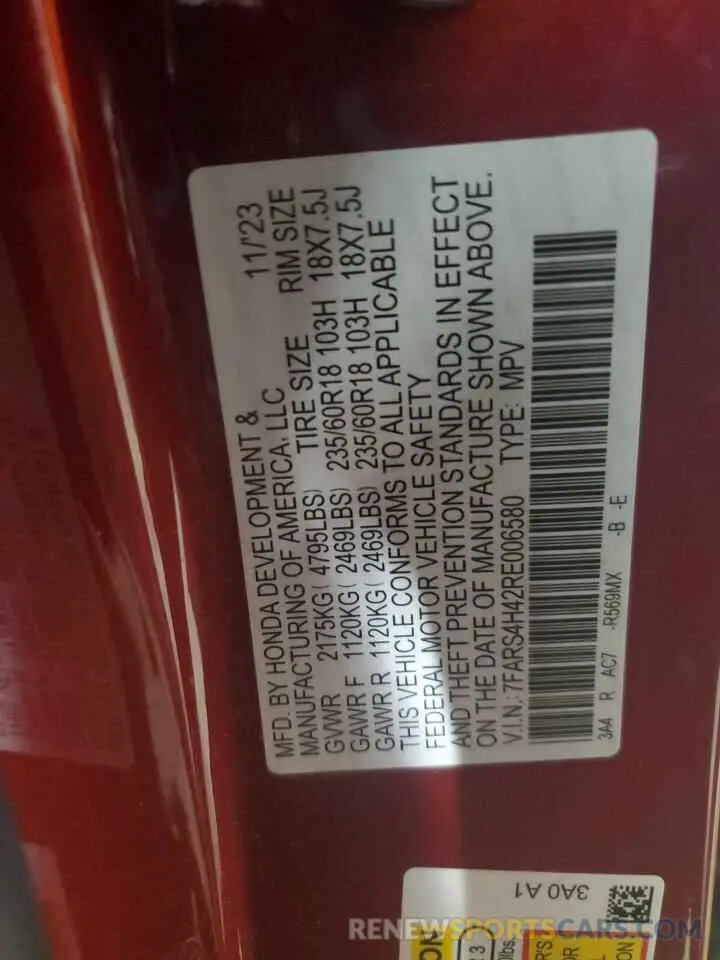 MFD. BY HONDA DEVELOPMENT & 11/'23
MANUFACTURING OF AMERICA, LLC
GVWR 2175KG( 4795LBS) TIRE SIZE RIM SIZE
GAWR F 1120KG( 2469LBS) 235/60R18 103H 18X7.5J
GAWR R 1120KG( 2469LBS) 235/60R18 103H 18X7.5J
THIS VEHICLE CONFORMS TO ALL APPLICABLE
FEDERAL MOTOR VEHICLE SAFETY
AND THEFT PREVENTION STANDARDS IN EFFECT
ON THE DATE OF MANUFACTURE SHOWN ABOVE.
V.I.N.: 7FARS4H42RE006580 TYPE: MPV
3A4 R AC7 -R569MX -B -E
3A0 A1
RENEWSPORTSCARS.COM